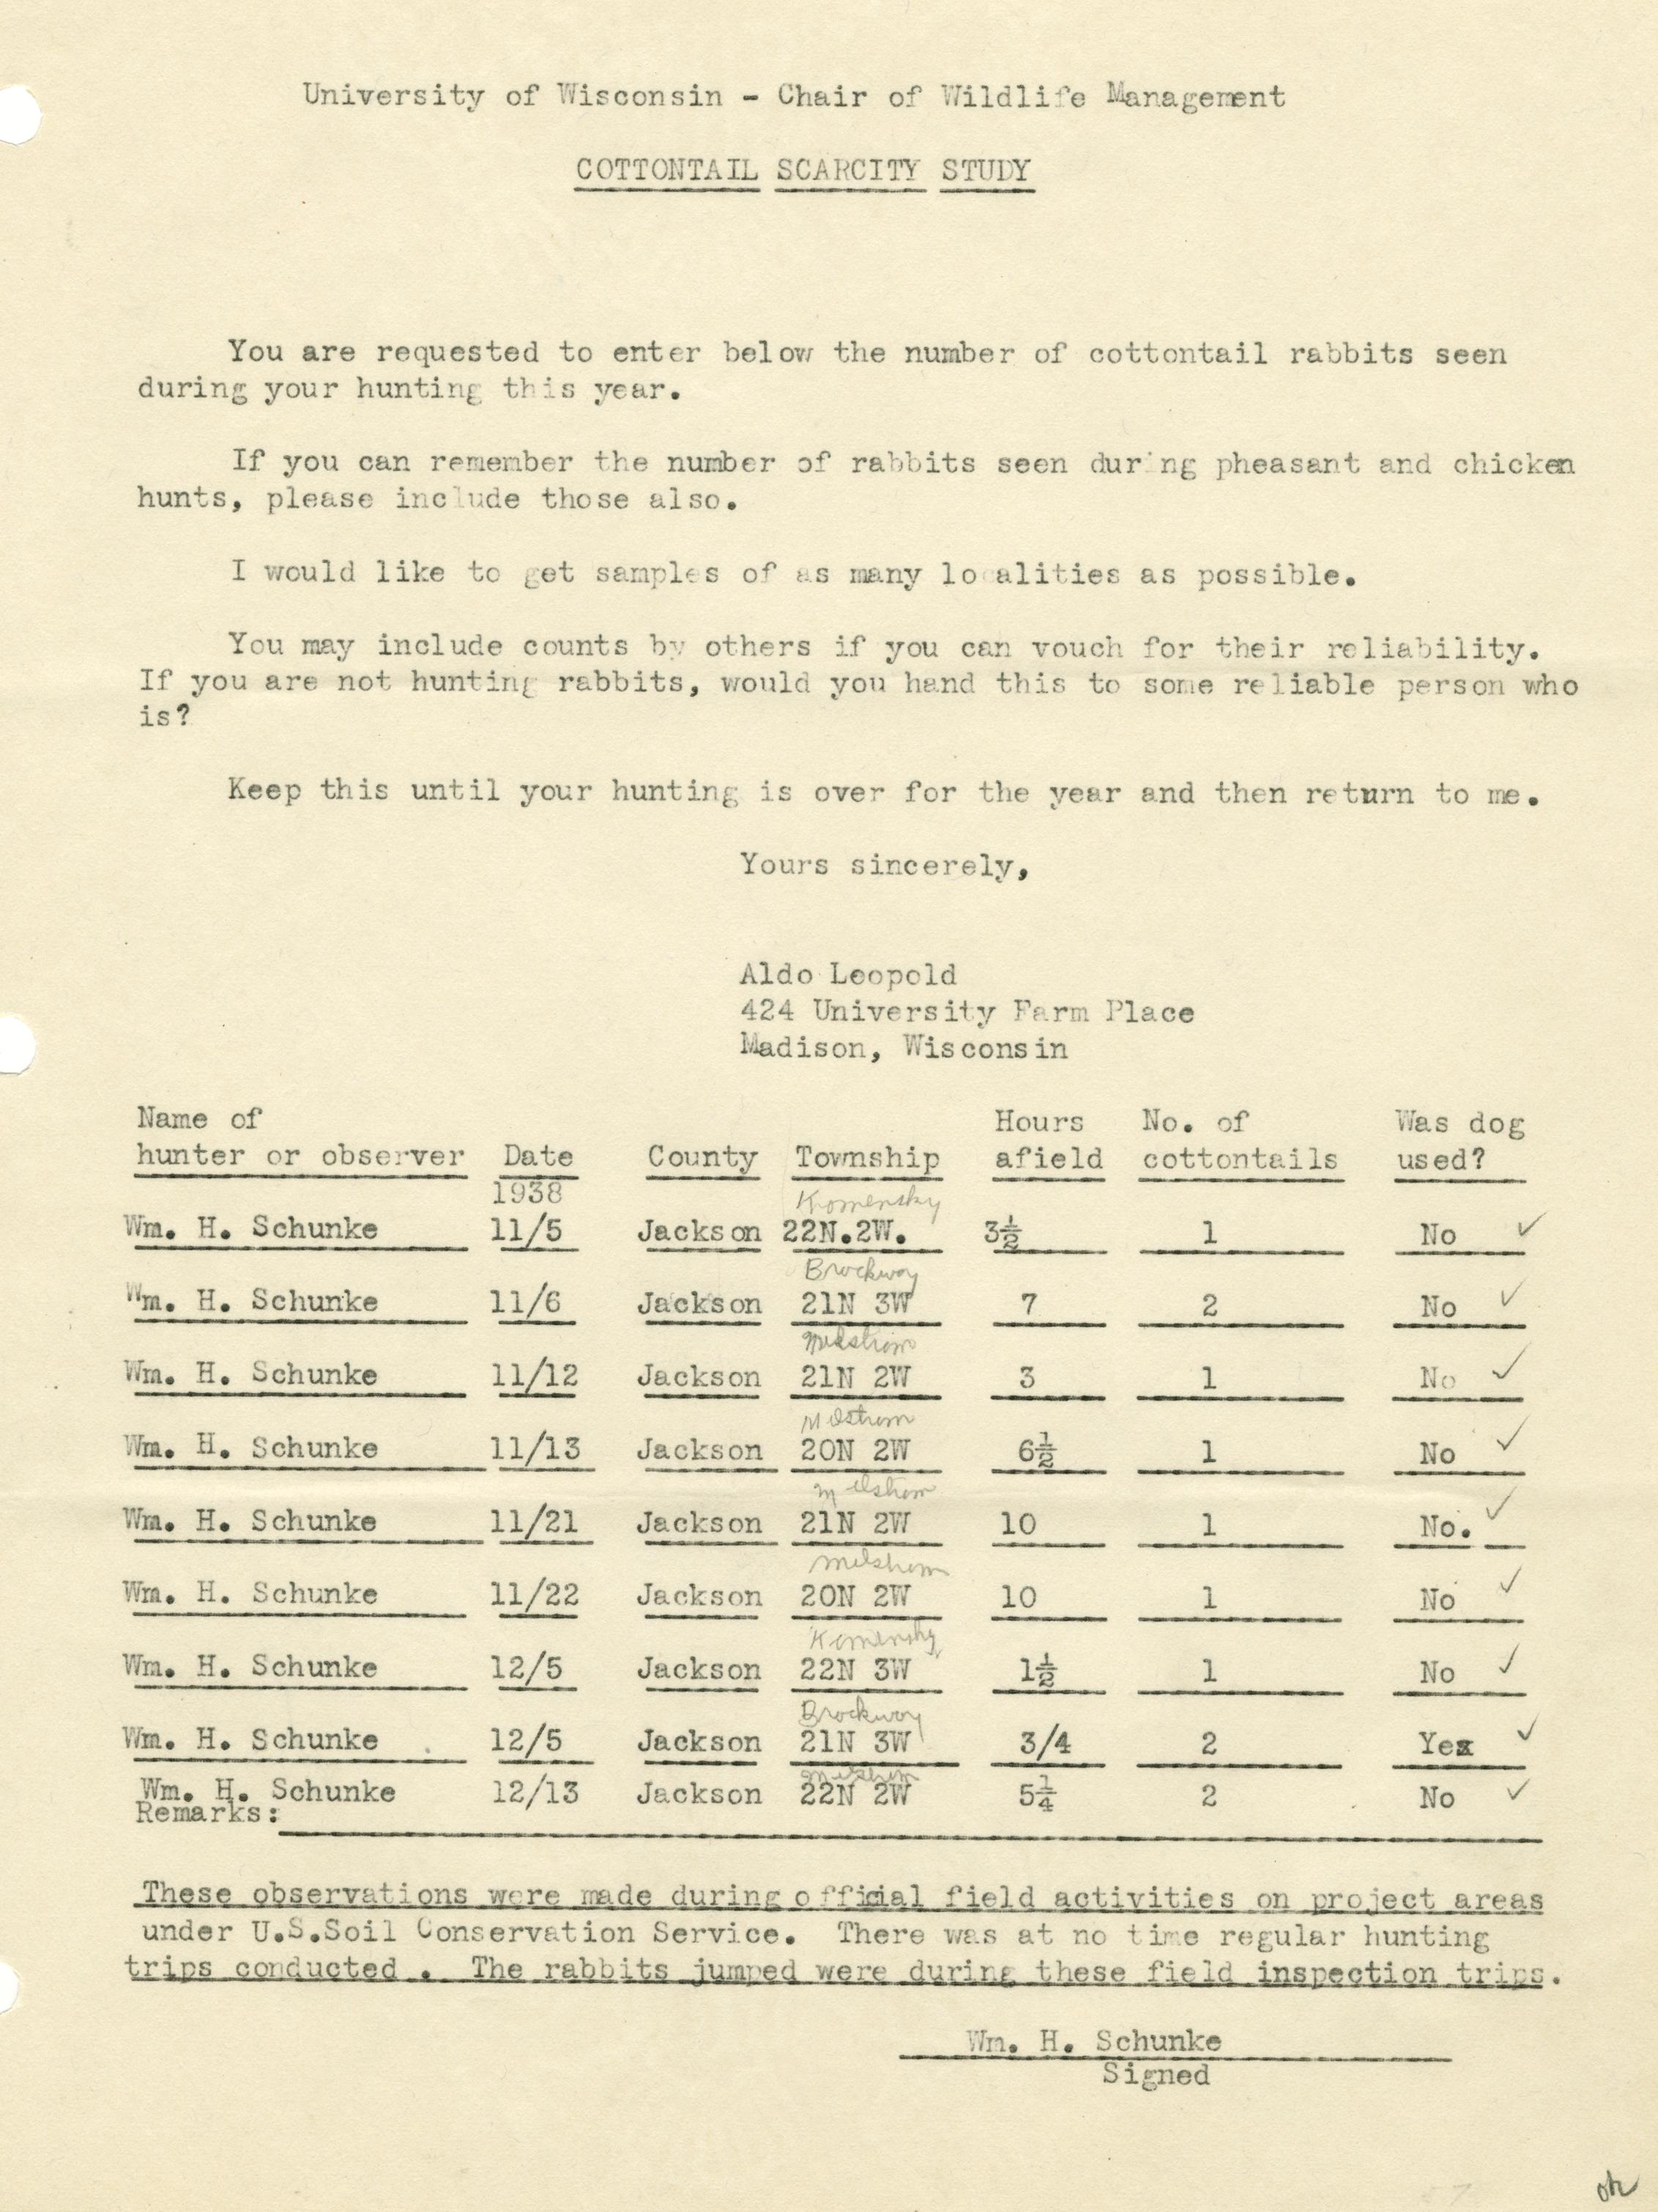 University of Wisconsin - Chair of Wildlife Management
COTTONTAIL SCARCITY STUDY
You are requested to enter below the number of cottontail rabbits seen
during your hunting this year.
If you can remember the number of rabbits seen during pheasant and chicken
hunts, please include those also.
I would like to get samples of as many localities as possible.
You may include counts by others if you can vouch for their reliability.
If you are not hunting rabbits, would you hand this to some reliable person who
is?
Keep this until your hunting is over for the year and then return to me.
Yours sincerely,
Aldo Leopold
424 University Farm Place
Madison, Wisconsin
Name of Hours No. of Was dog
hunter or observer Date County Township afield cottontails used?
1938 Komensky
Wm. H. Schunke 11/5 Jackson 22N.2W. 3½ 1 No ✓
Brockway
Wm. H. Schunke 11/6 Jackson 21N 3W 7 2 No ✓
Wm. H. Schunke 11/12 Jackson 21N 2W 3 1 No ✓
Milstrom
Wm. H. Schunke 11/13 Jackson 20N 2W 6½ 1 No ✓
Milstrom
Wm. H. Schunke 11/21 Jackson 21N 2W 10 1 No. ✓
Milstrom
Wm. H. Schunke 11/22 Jackson 20N 2W 10 1 No ✓
Komensky
Wm. H. Schunke 12/5 Jackson 22N 3W 1½ 1 No ✓
Brockway
Wm. H. Schunke 12/5 Jackson 21N 3W 3/4 2 Yes ✓
Milstrom
Wm. H. Schunke 12/13 Jackson 22N 2W 5¼ 2 No ✓
Remarks:
These observations were made during official field activities on project areas
under U.S.Soil Conservation Service. There was at no time regular hunting
trips conducted . The rabbits jumped were during these field inspection trips.
Wm. H. Schunke
Signed
ok